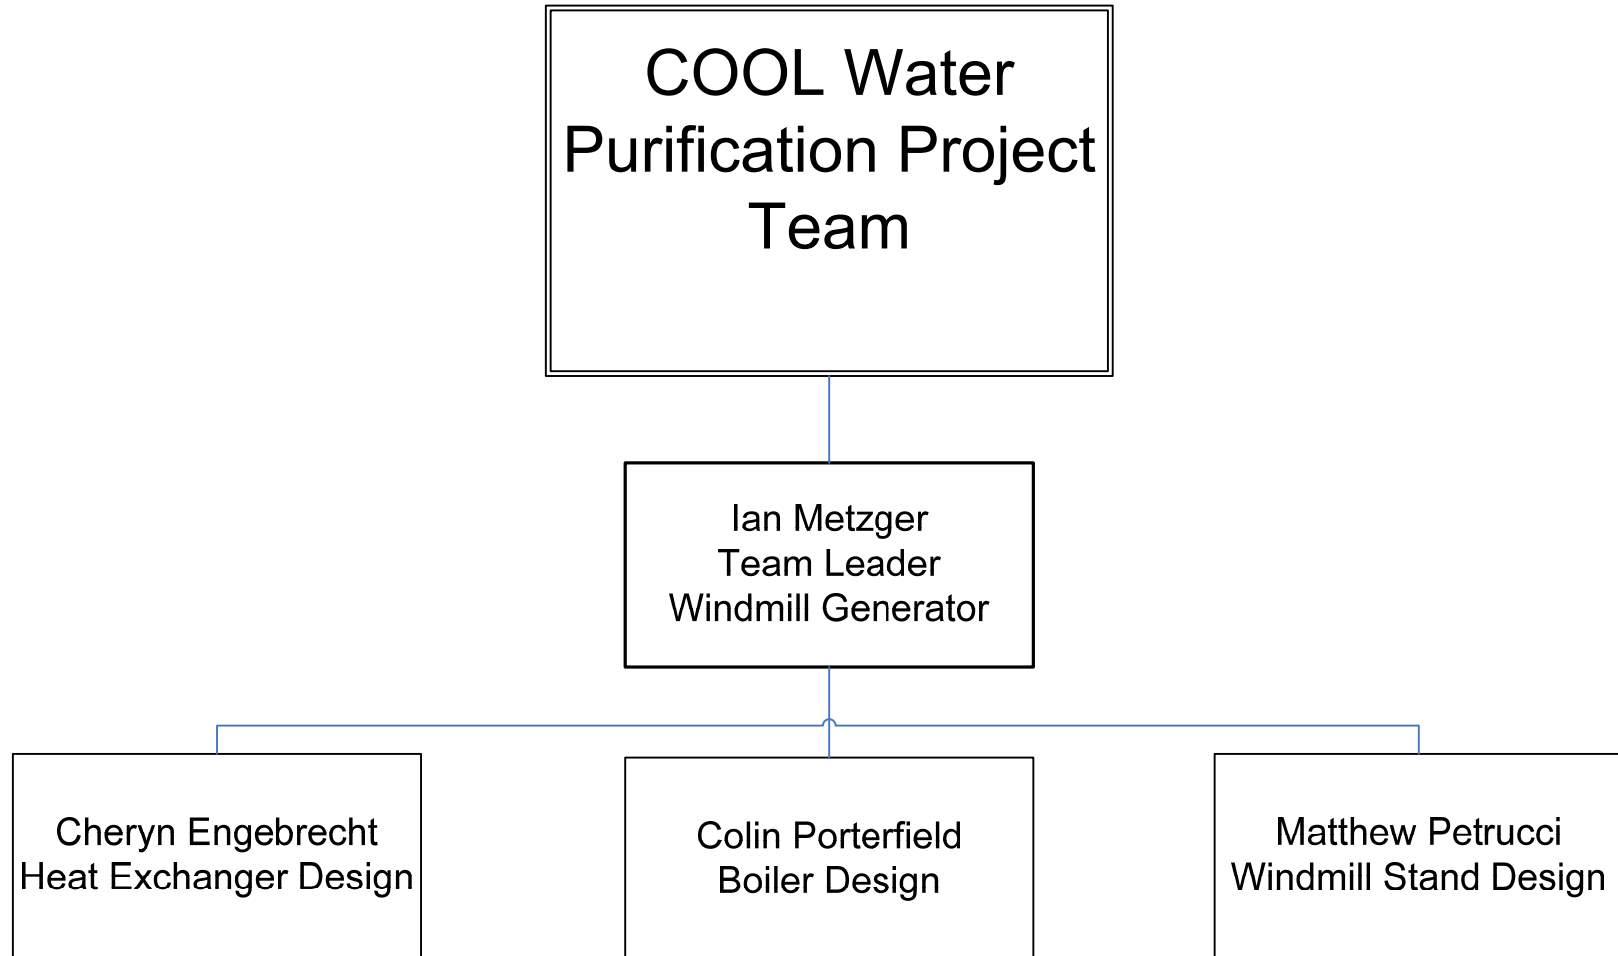 COOL Water
Purification Project
Team
Ian Metzger
Team Leader
Windmill Generator
Cheryn Engebrecht
Heat Exchanger Design
Colin Porterfield
Boiler Design
Matthew Petrucci
Windmill Stand Design